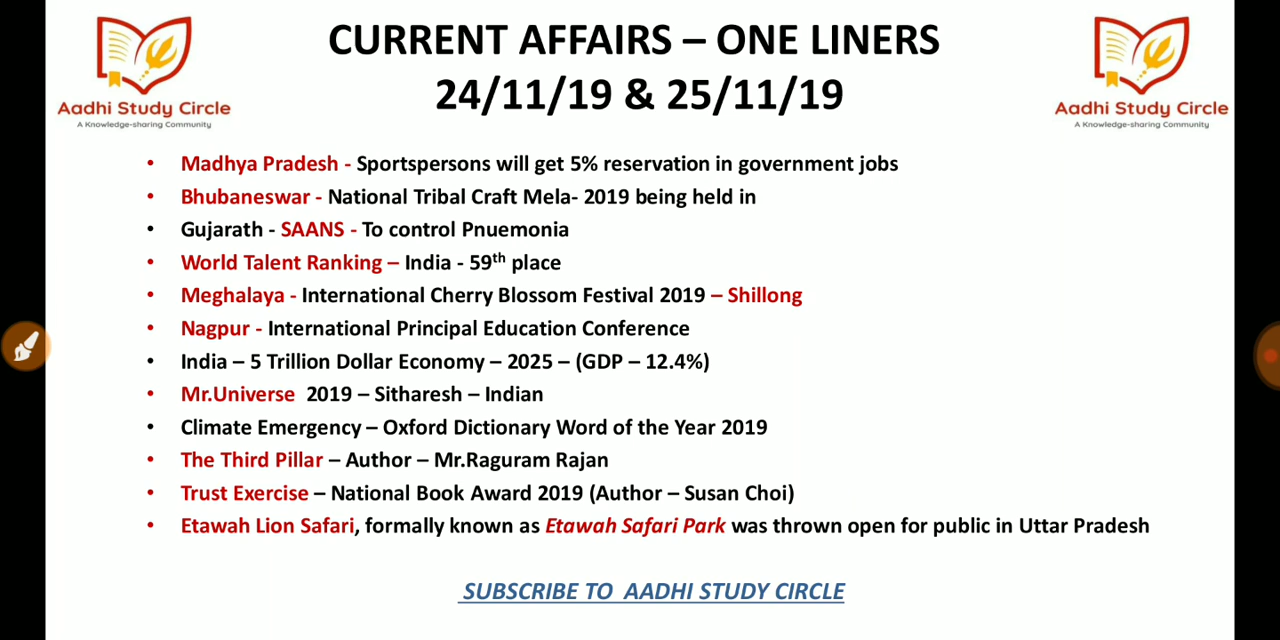 CURRENT AFFAIRS – ONE LINERS
24/11/19 & 25/11/19
Aadhi Study Circle
A Knowledge-sharing Community
Aadhi Study Circle
A Knowledge-sharing Community
• Madhya Pradesh - Sportspersons will get 5% reservation in government jobs
• Bhubaneswar - National Tribal Craft Mela- 2019 being held in
• Gujarath - SAANS - To control Pnuemonia
• World Talent Ranking – India - 59th place
• Meghalaya - International Cherry Blossom Festival 2019 – Shillong
• Nagpur - International Principal Education Conference
• India – 5 Trillion Dollar Economy – 2025 – (GDP – 12.4%)
• Mr.Universe 2019 – Sitharesh – Indian
• Climate Emergency – Oxford Dictionary Word of the Year 2019
• The Third Pillar – Author – Mr.Raguram Rajan
• Trust Exercise – National Book Award 2019 (Author – Susan Choi)
• Etawah Lion Safari, formally known as Etawah Safari Park was thrown open for public in Uttar Pradesh
SUBSCRIBE TO AADHI STUDY CIRCLE